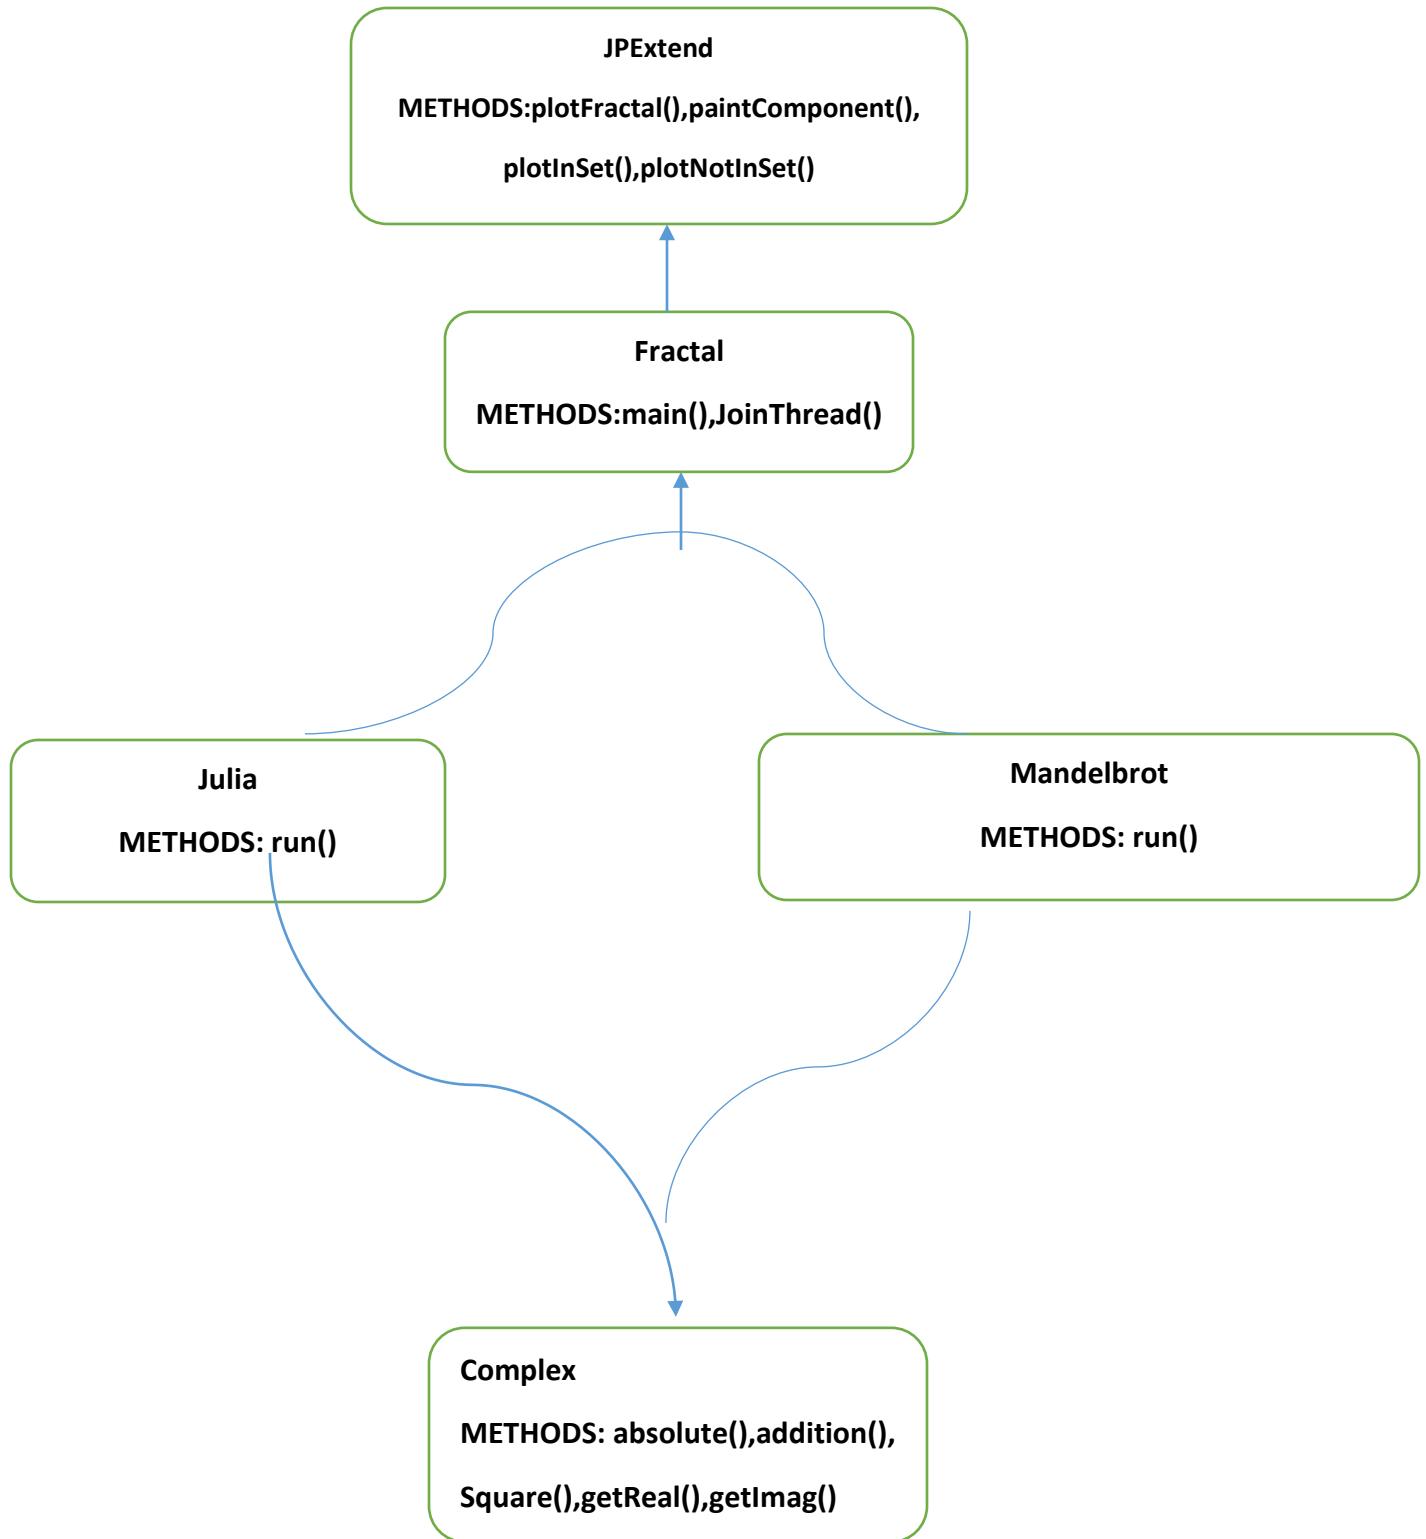 JPExtend
METHODS:plotFractal(),paintComponent(),
plotInSet(),plotNotInSet()
Fractal
METHODS:main(),JoinThread()
Julia
METHODS: run()
Mandelbrot
METHODS: run()
Complex
METHODS: absolute(),addition(),
Square(),getReal(),getImag()